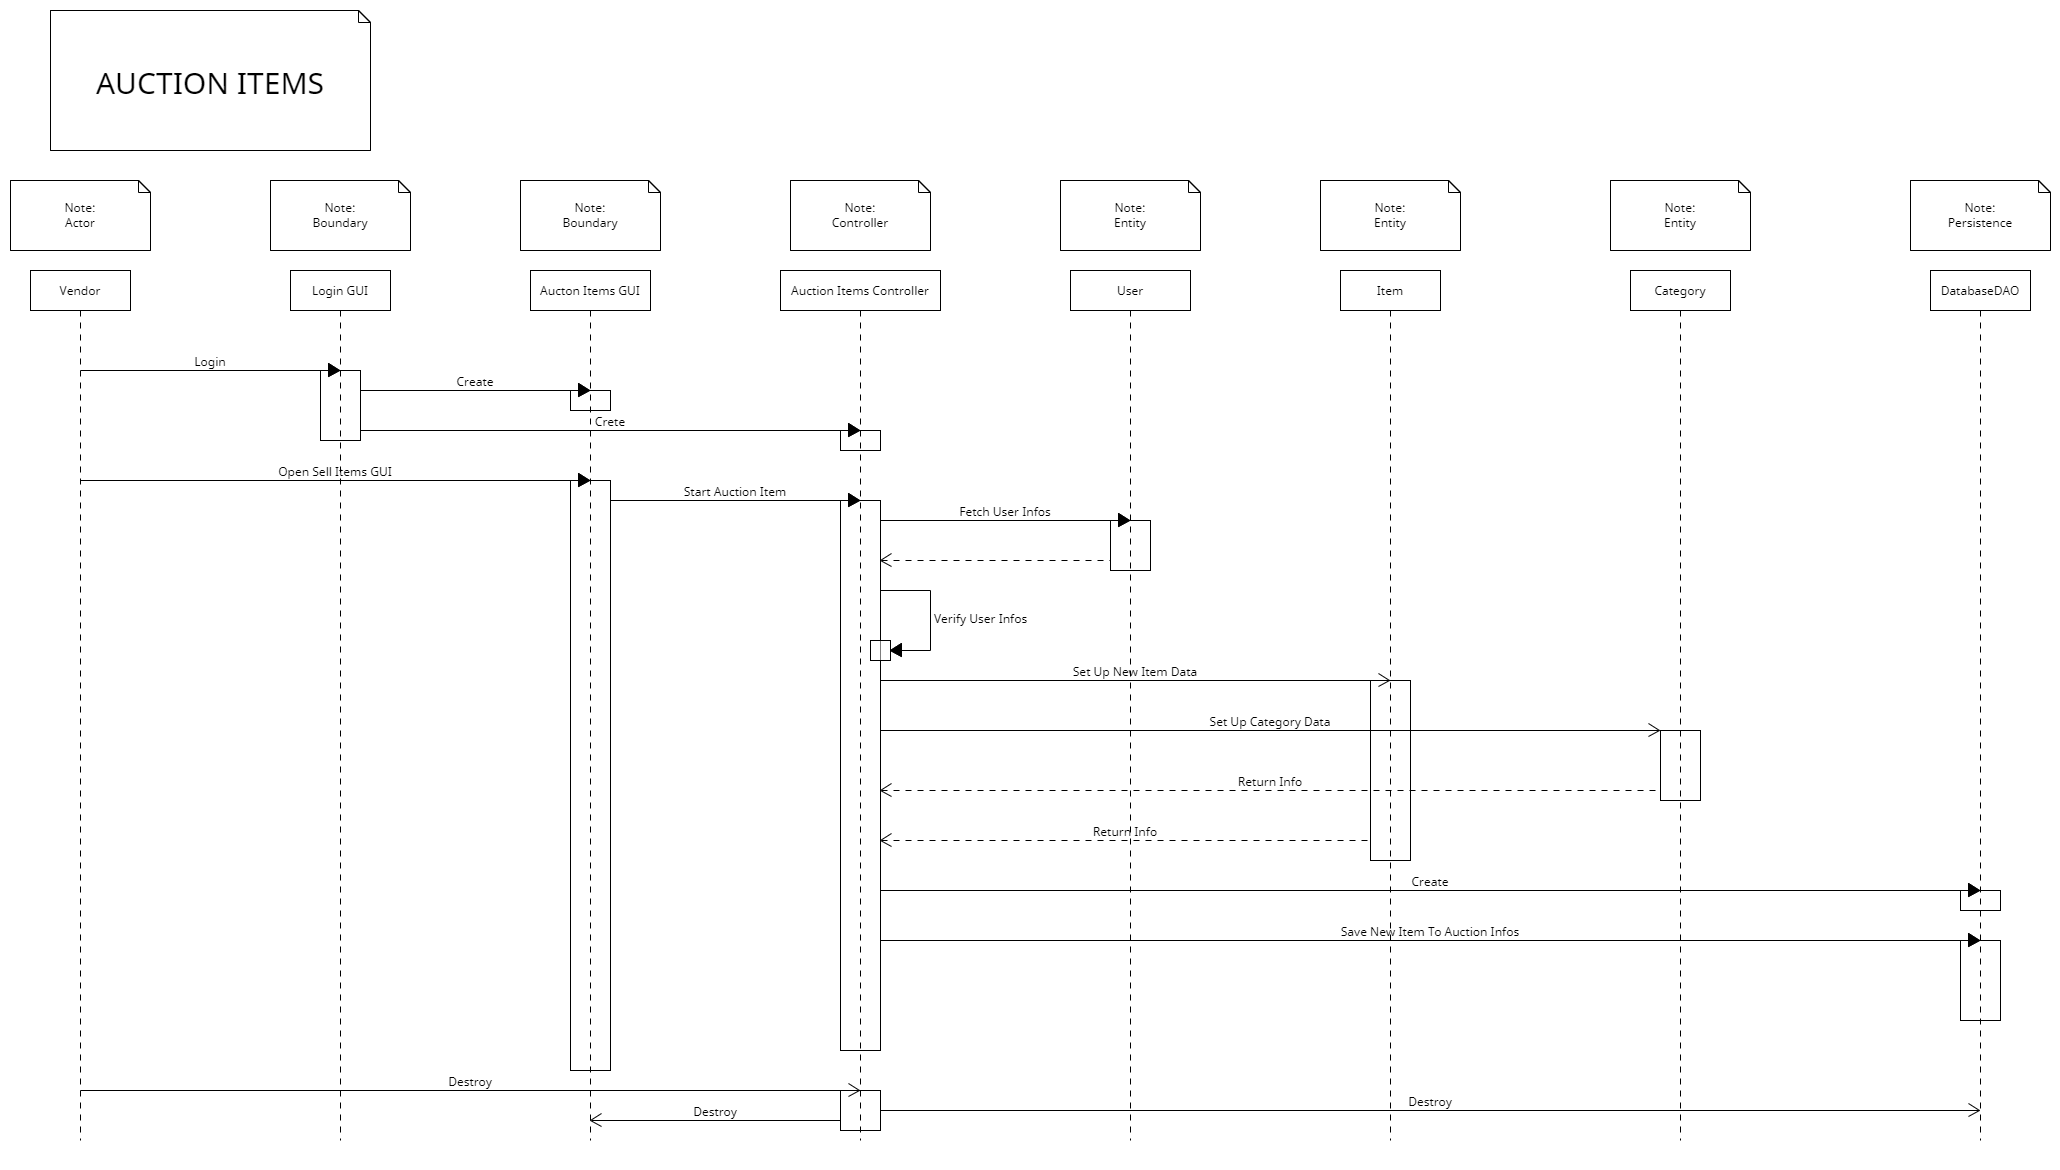 AUCTION ITEMS
Note:
Actor
Note:
Boundary
Note:
Boundary
Note:
Controller
Note:
Entity
Note:
Entity
Note:
Entity
Note:
Persistence
Vendor
Login GUI
Aucton Items GUI
Auction Items Controller
User
Item
Category
DatabaseDAO
Login
Create
Crete
Open Sell Items GUI
Start Auction Item
Fetch User Infos
Verify User Infos
Set Up New Item Data
Set Up Category Data
Return Info
Return Info
Create
Save New Item To Auction Infos
Destroy
Destroy
Destroy